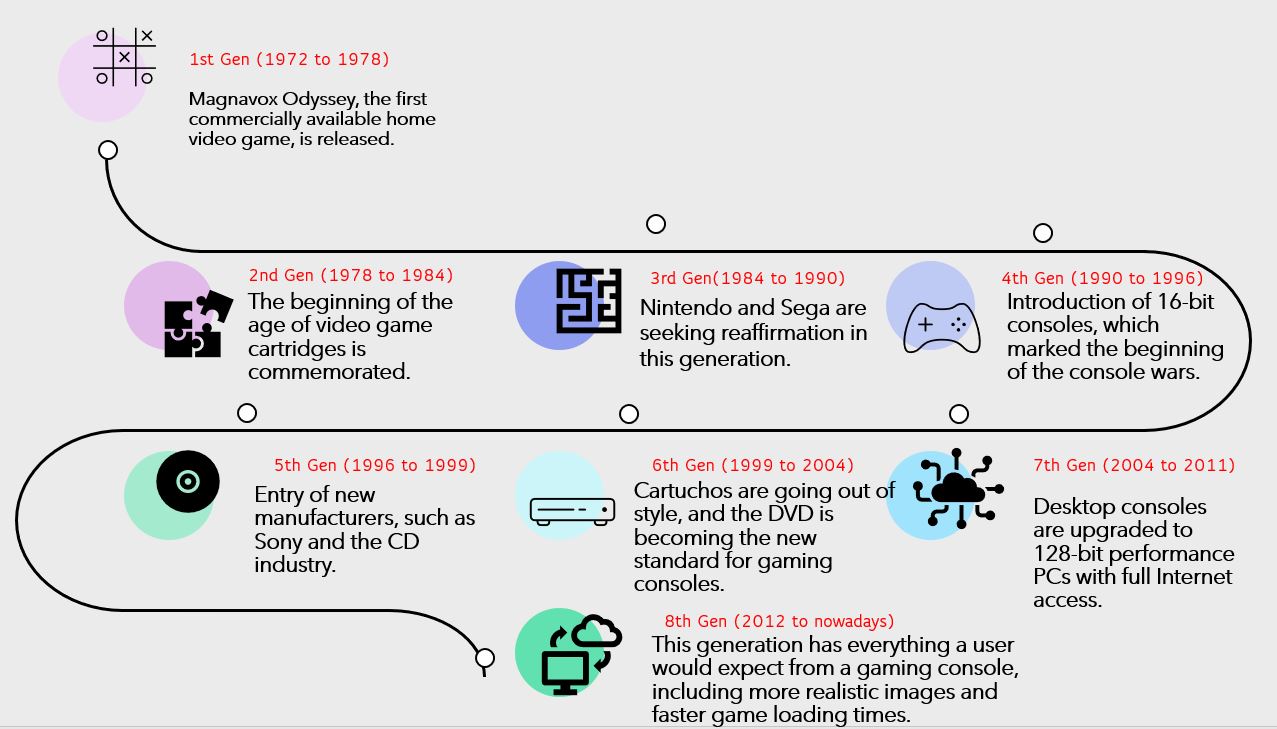 1st Gen (1972 to 1978)
Magnavox Odyssey, the first
commercially available home
video game, is released.
2nd Gen (1978 to 1984)
The beginning of the
age of video game
cartridges is
commemorated.
3rd Gen(1984 to 1990)
Nintendo and Sega are
seeking reaffirmation in
this generation.
4th Gen (1990 to 1996)
Introduction of 16-bit
consoles, which
marked the beginning
of the console wars.
5th Gen (1996 to 1999)
Entry of new
manufacturers, such as
Sony and the CD
industry.
6th Gen (1999 to 2004)
Cartuchos are going out of
style, and the DVD is
becoming the new
standard for gaming
consoles.
7th Gen (2004 to 2011)
Desktop consoles
are upgraded to
128-bit performance
PCs with full Internet
access.
8th Gen (2012 to nowadays)
This generation has everything a user
would expect from a gaming console,
including more realistic images and
faster game loading times.